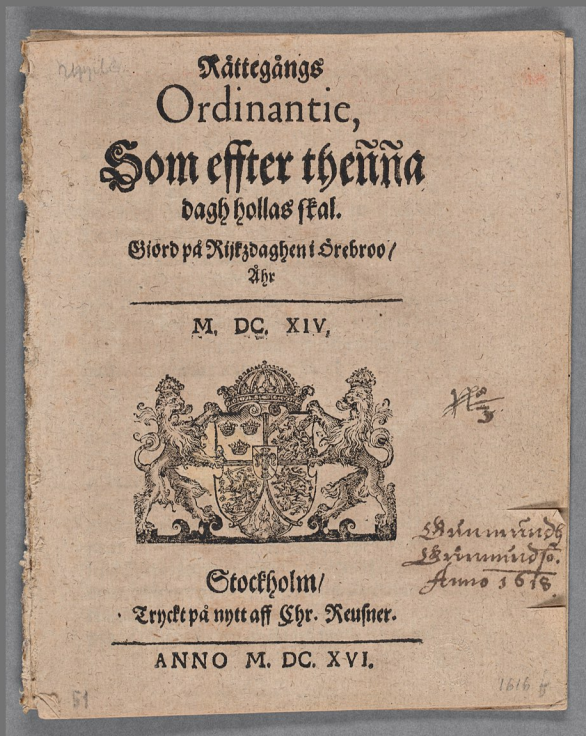 Råttegångs
Ordinantie,
Som effter theñña
dagh hollas skal.
Giord på Rijkzdaghen i Örebroo/
Åhr
M. DC. XIV,
Stockholm/
Tryckt på nytt aff Chr. Reusner.
ANNO M. DC. XVI.
Anno 1618.
1616
51